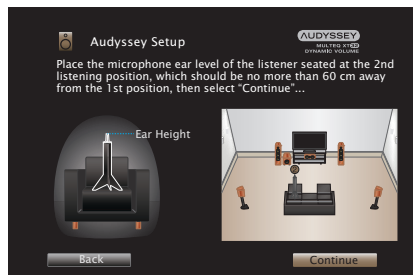 Audyssey Setup
AUDYSSEY
MULTEQ XT32
DYNAMIC VOLUME
Place the microphone ear level of the listener seated at the 2nd
listening position, which should be no more than 60 cm away
from the 1st position, then select “Continue”...
Ear Height
Back
Continue